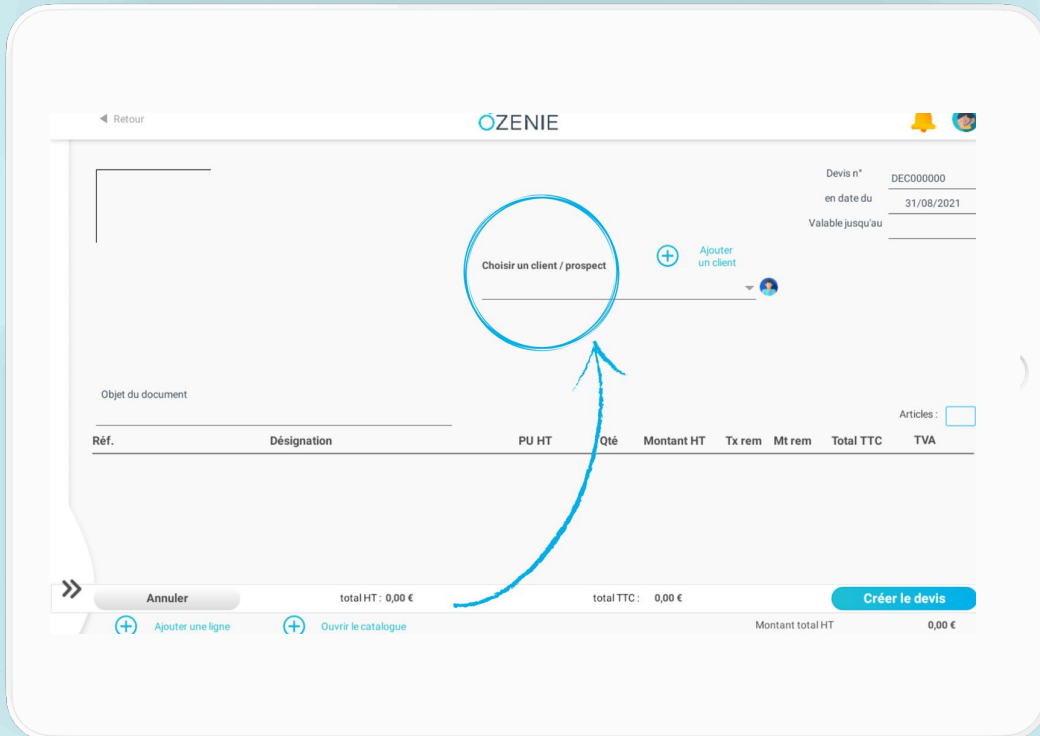 Retour
OZENIE
Devis n°
DEC000000
en date du
31/08/2021
Valable jusqu'au
Choisir un client / prospect
Ajouter
un client
Objet du document
Articles :
Réf. Désignation PU HT Qté Montant HT Tx rem Mt rem Total TTC TVA
Annuler total HT : 0,00 € total TTC : 0,00 € Créer le devis
Ajouter une ligne Ouvrir le catalogue Montant total HT 0,00 €